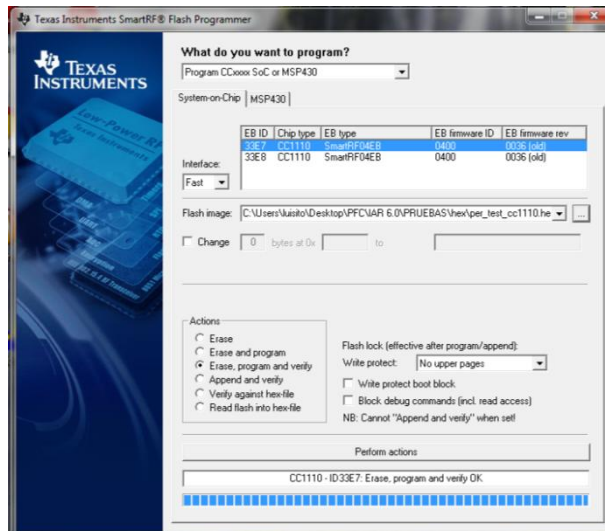 Texas Instruments SmartRF® Flash Programmer
TEXAS
INSTRUMENTS
Low-Power RF
Texas Instruments
What do you want to program?
Program CCxxxx SoC or MSP430
System-on-Chip MSP430
EB ID Chip type EB type EB firmware ID EB firmware rev
33E7 CC1110 SmartRF04EB 0400 0036 (old)
33E8 CC1110 SmartRF04EB 0400 0036 (old)
Interface:
Fast
Flash image: C:\Users\luisito\Desktop\PFC\IAR 6.0\PRUEBAS\hex\per_test_cc1110.he ...
Change 0 bytes at 0x to
Actions
Erase
Erase and program
Erase, program and verify
Append and verify
Verify against hex-file
Read flash into hex-file
Flash lock (effective after program/append):
Write protect: No upper pages
Write protect boot block
Block debug commands (incl. read access)
NB: Cannot "Append and verify" when set!
Perform actions
CC1110 - ID33E7: Erase, program and verify OK